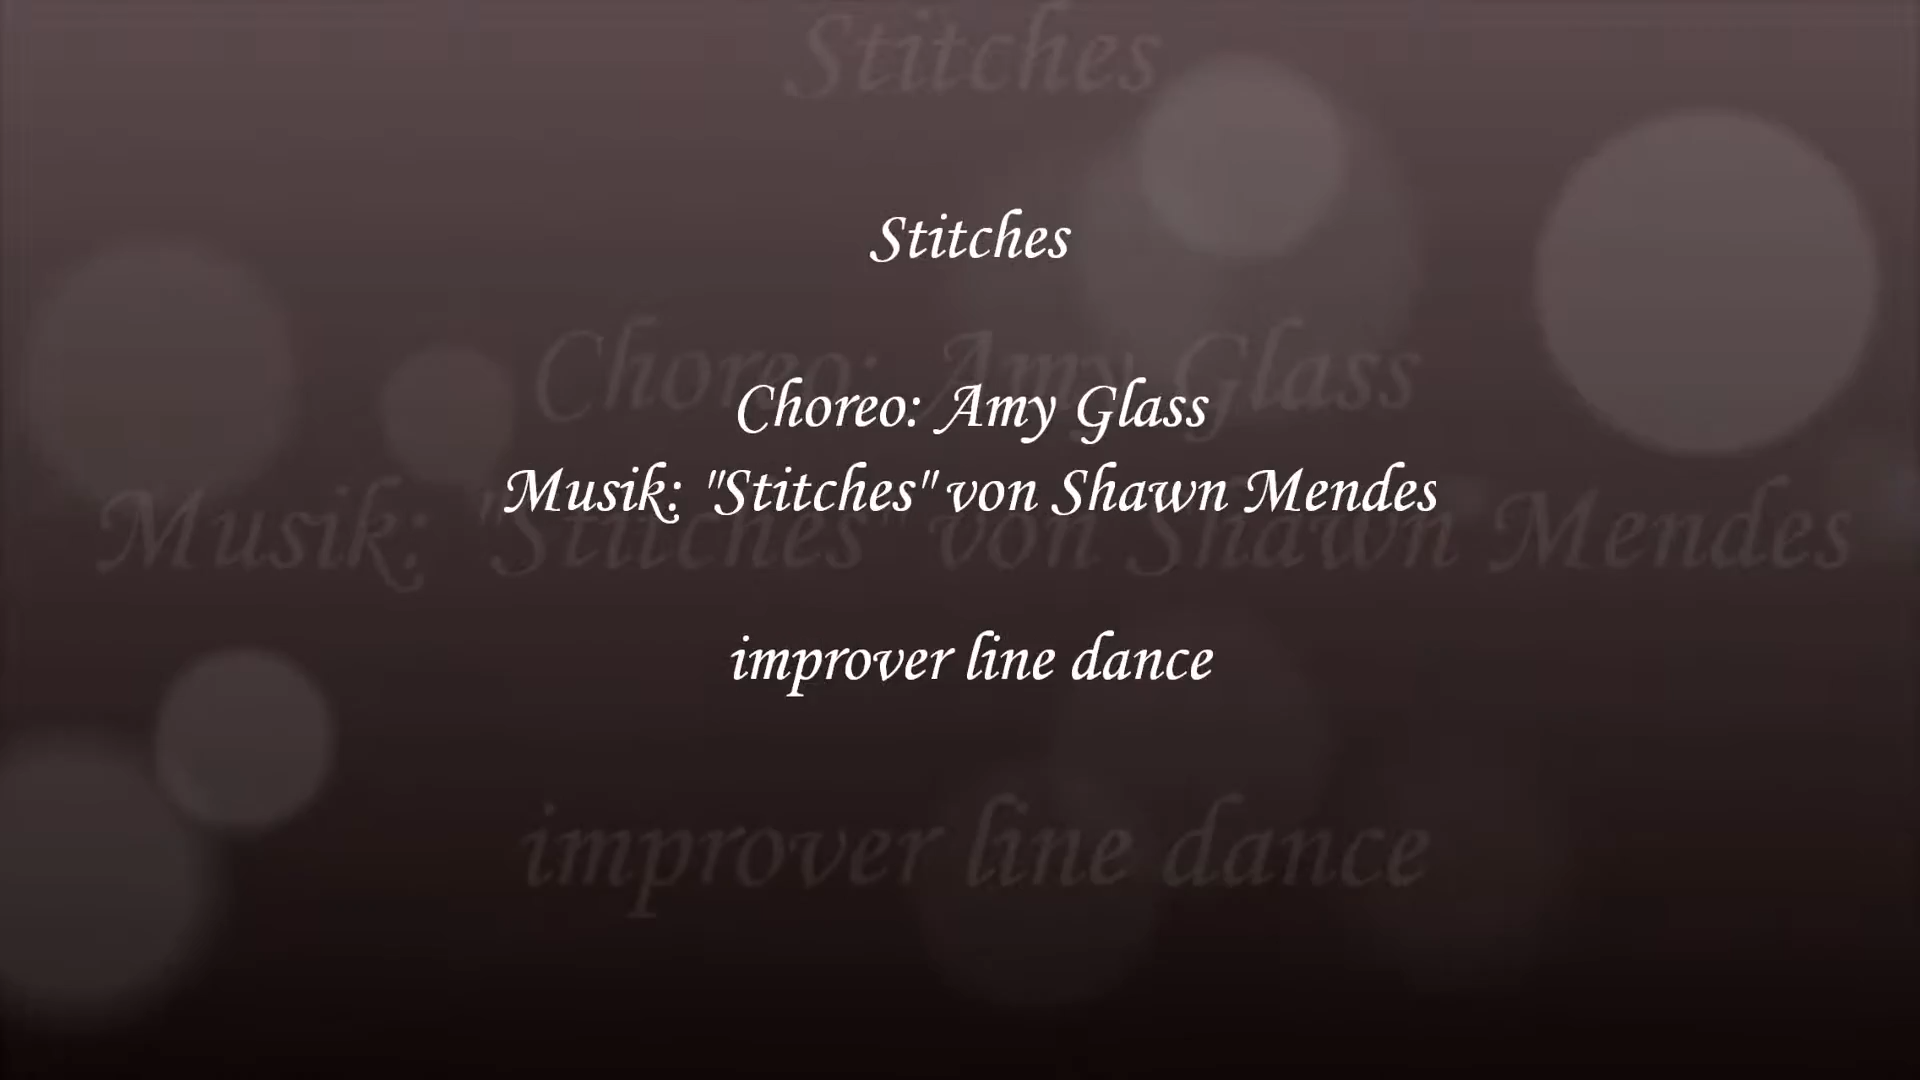 Stitches
Choreo: Amy Glass
Musik: "Stitches" von Shawn Mendes
improver line dance